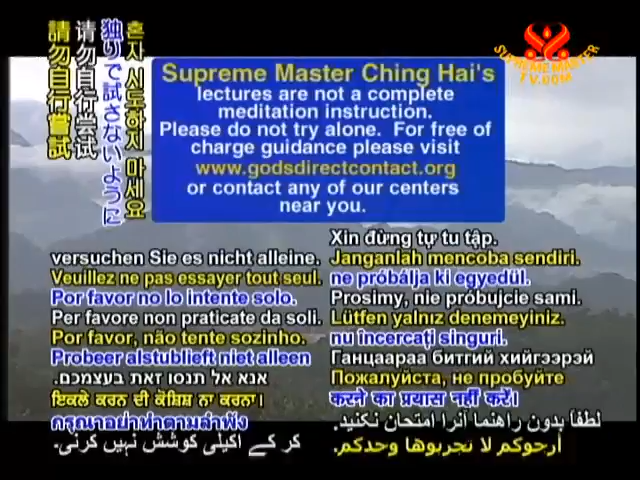 請勿自行嘗試
请勿自行尝试
独りで試さないように
혼자 시도하지 마세요
Supreme Master Ching Hai's
lectures are not a complete
meditation instruction.
Please do not try alone. For free of
charge guidance please visit
www.godsdirectcontact.org
or contact any of our centers
near you.
SUPREME MASTER
TV.COM
versuchen Sie es nicht alleine.
Veuillez ne pas essayer tout seul.
Por favor no lo intente solo.
Per favore non praticate da soli.
Por favor, não tente sozinho.
Probeer alstublieft niet alleen
אנא אל תנסו זאת בעצמכם.
ਇਕਲੇ ਕਰਨ ਦੀ ਕੋਸ਼ਿਸ਼ ਨਾ ਕਰਨਾ।
กรุณาอย่าทำตามลำพัง
کر کے اکیلی کوشش نہیں کرنی.
Xin đừng tự tu tập.
Janganlah mencoba sendiri.
ne próbálja ki egyedül.
Prosimy, nie próbujcie sami.
Lütfen yalnız denemeyiniz.
nu încercaţi singuri.
Ганцаараа битгий хийгээрэй
Пожалуйста, не пробуйте
करने का प्रयास नहीं करें।
لطفاً بدون راهنما آنرا امتحان نکنید.
أرجوكم لا تجربوها وحدكم.